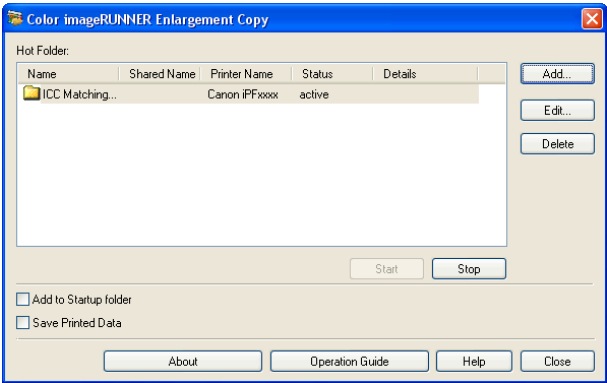 Color imageRUNNER Enlargement Copy
Hot Folder:
Name Shared Name Printer Name Status Details
ICC Matching... Canon iPFxxxx active
Add...
Edit...
Delete
Start Stop
Add to Startup folder
Save Printed Data
About Operation Guide Help Close